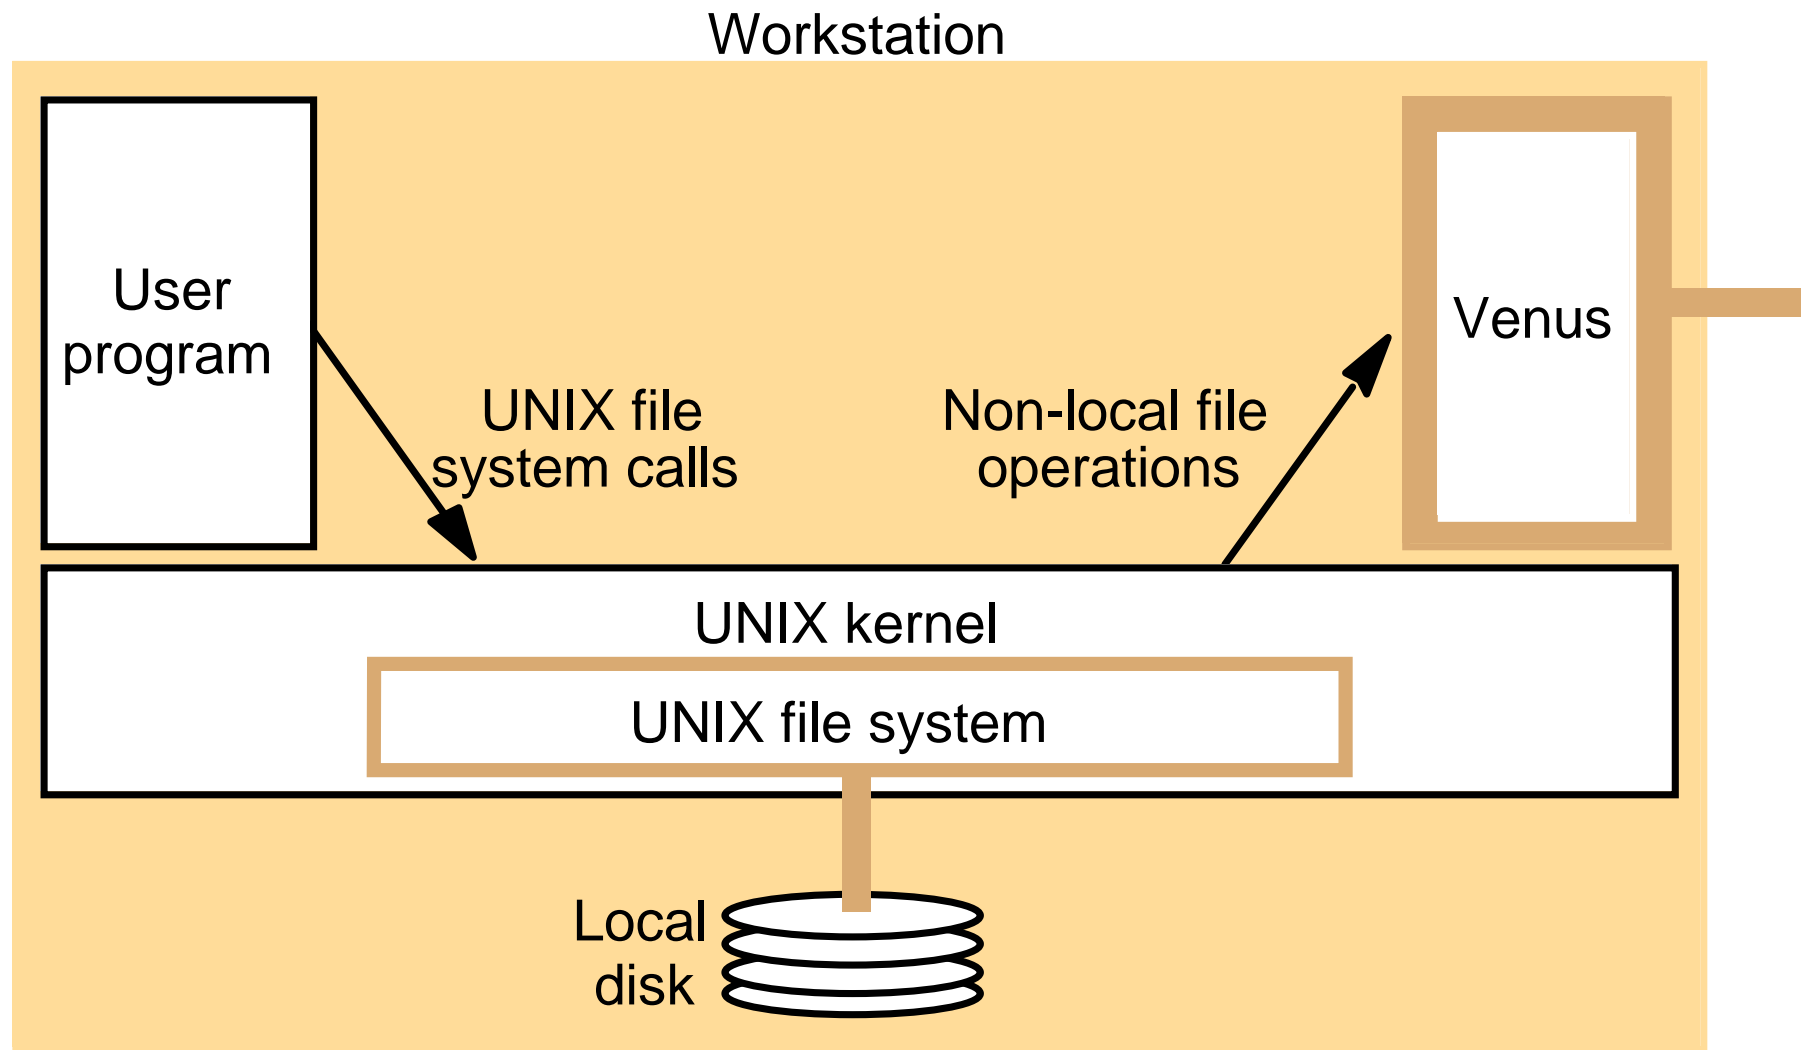 Workstation
User
program
UNIX file
system calls
Non-local file
operations
Venus
UNIX kernel
UNIX file system
Local
disk